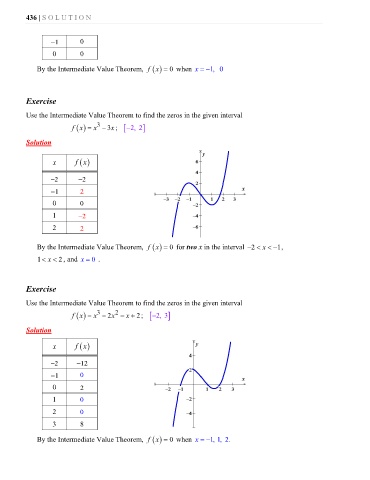 436 | S O L U T I O N
−1 0
0 0
By the Intermediate Value Theorem, f(x) = 0 when x = −1, 0
Exercise
Use the Intermediate Value Theorem to find the zeros in the given interval
f(x) = x³ − 3x; [−2, 2]
Solution
x f(x)
−2 −2
−1 2
0 0
1 −2
2 2
y
6
4
2
x
−3 −2 −1 1 2 3
−2
−4
−6
By the Intermediate Value Theorem, f(x) = 0 for two x in the interval −2 < x < −1,
1 < x < 2, and x = 0 .
Exercise
Use the Intermediate Value Theorem to find the zeros in the given interval
f(x) = x³ − 2x² − x + 2; [−2, 3]
Solution
x f(x)
−2 −12
−1 0
0 2
1 0
2 0
3 8
y
4
2
x
−2 −1 1 2 3
−2
−4
By the Intermediate Value Theorem, f(x) = 0 when x = −1, 1, 2.